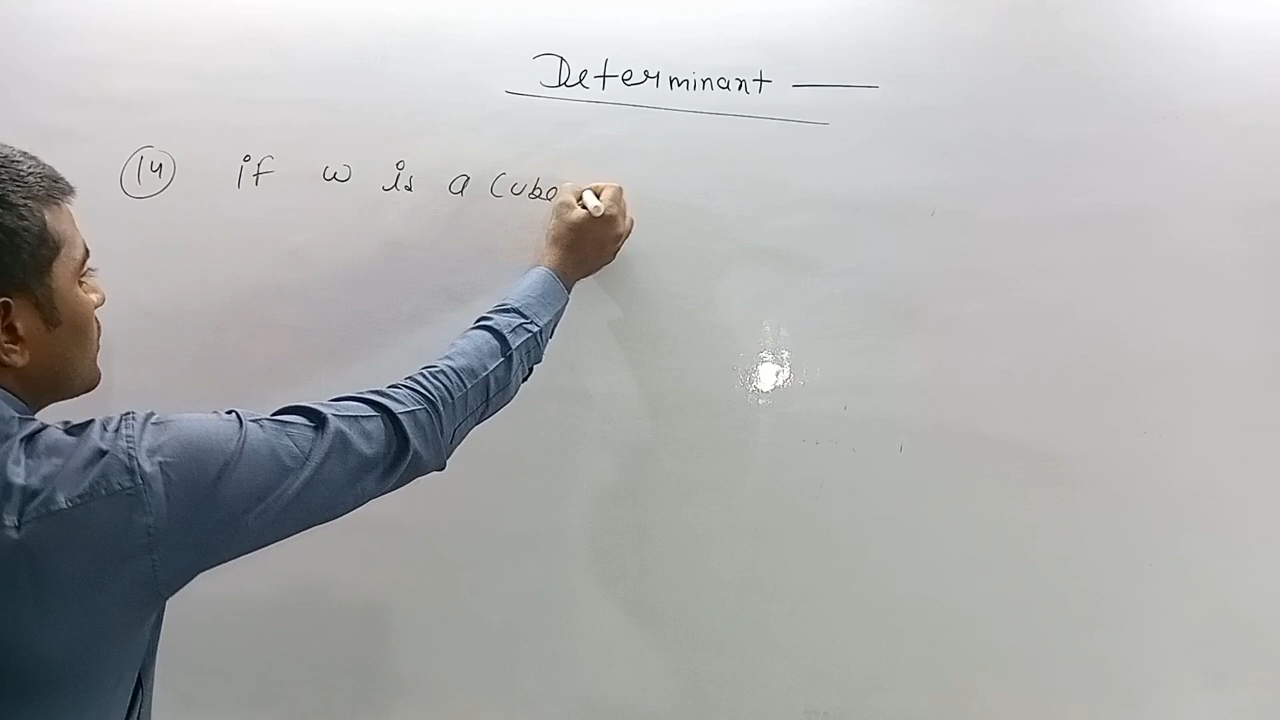 Determinant —
14 if ω is a cube